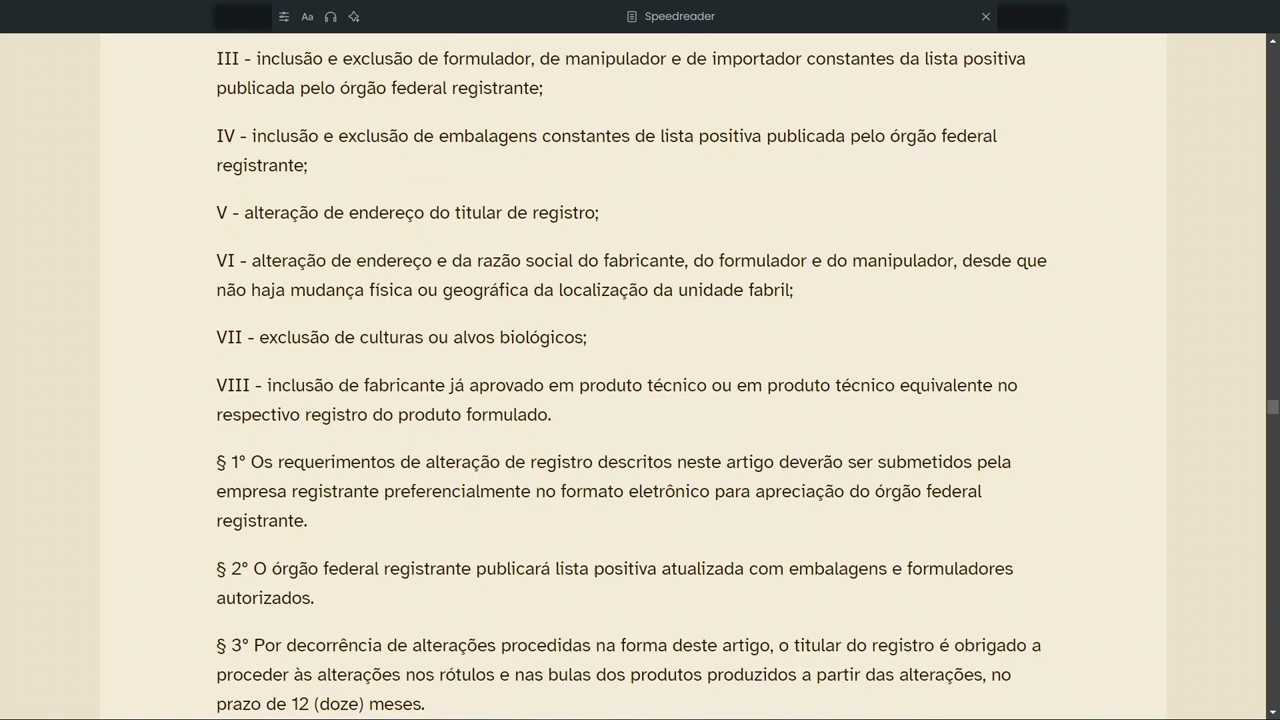 Aa
Speedreader
III - inclusão e exclusão de formulador, de manipulador e de importador constantes da lista positiva
publicada pelo órgão federal registrante;
IV - inclusão e exclusão de embalagens constantes de lista positiva publicada pelo órgão federal
registrante;
V - alteração de endereço do titular de registro;
VI - alteração de endereço e da razão social do fabricante, do formulador e do manipulador, desde que
não haja mudança física ou geográfica da localização da unidade fabril;
VII - exclusão de culturas ou alvos biológicos;
VIII - inclusão de fabricante já aprovado em produto técnico ou em produto técnico equivalente no
respectivo registro do produto formulado.
§ 1º Os requerimentos de alteração de registro descritos neste artigo deverão ser submetidos pela
empresa registrante preferencialmente no formato eletrônico para apreciação do órgão federal
registrante.
§ 2º O órgão federal registrante publicará lista positiva atualizada com embalagens e formuladores
autorizados.
§ 3º Por decorrência de alterações procedidas na forma deste artigo, o titular do registro é obrigado a
proceder às alterações nos rótulos e nas bulas dos produtos produzidos a partir das alterações, no
prazo de 12 (doze) meses.